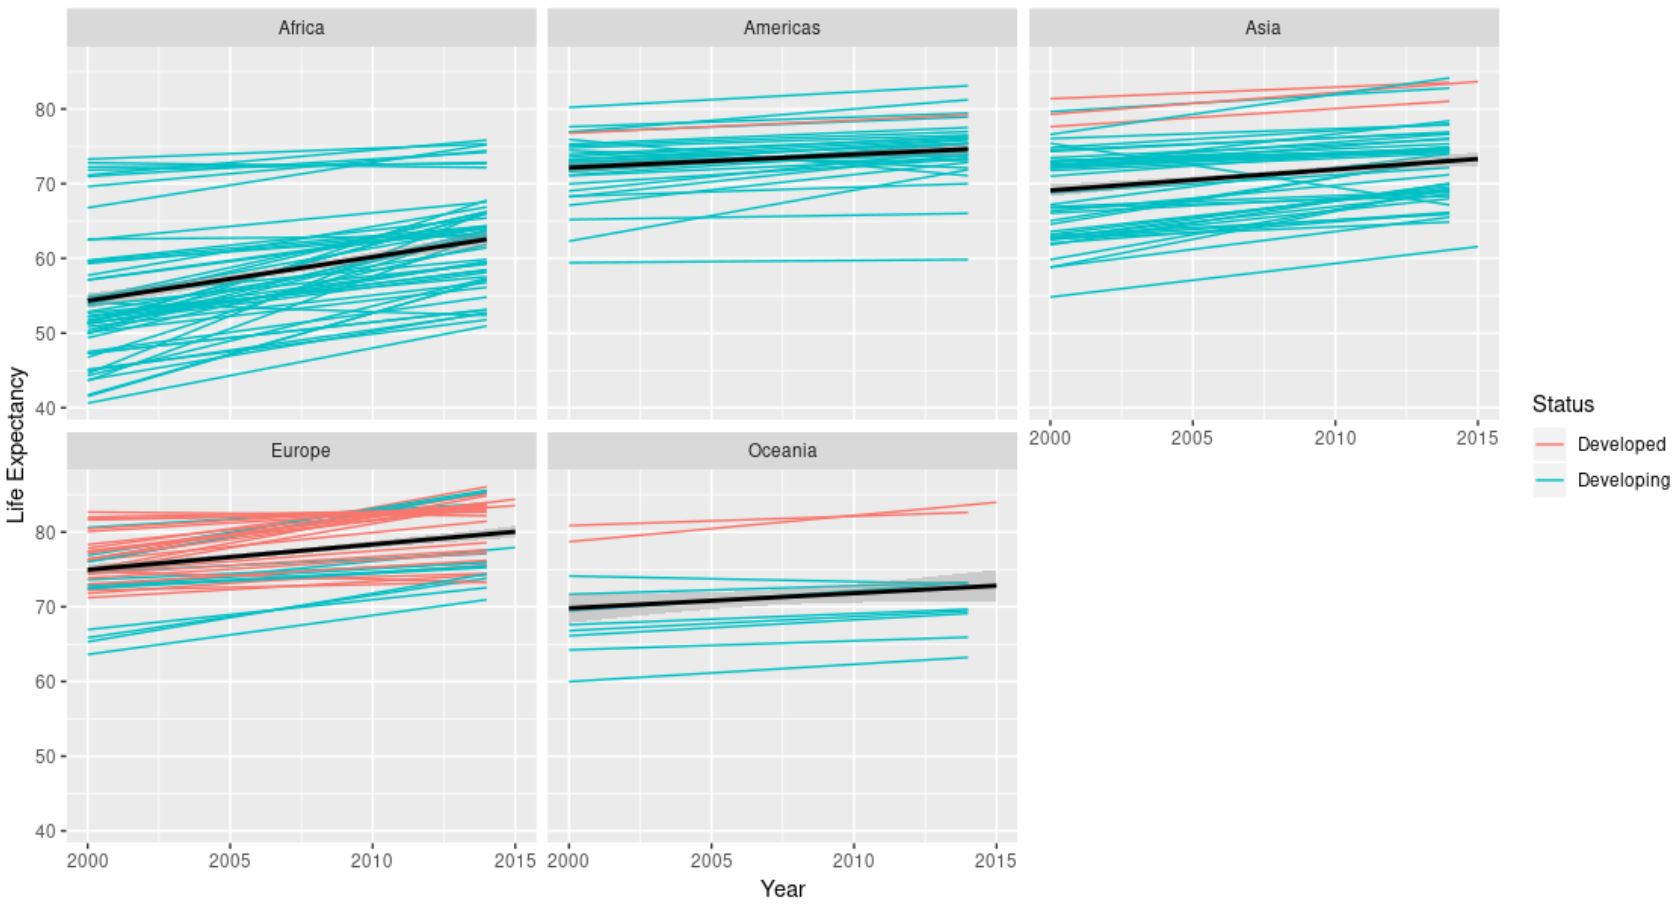 Africa
Americas
Asia
80
70
60
50
40
2000
2005
2010
2015
Europe
Oceania
80
70
60
50
40
2000
2005
2010
2015
2000
2005
2010
2015
Life Expectancy
Year
Status
Developed
Developing